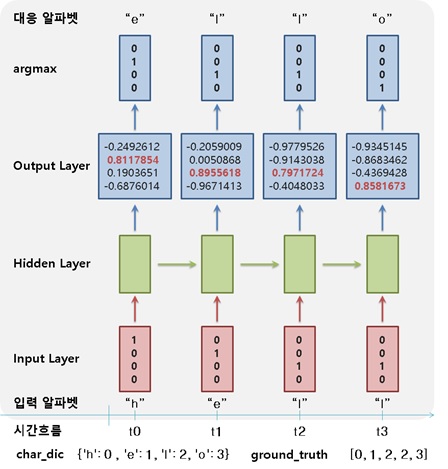 대응 알파벳 “e” “l” “l” “o”
argmax
0 0 0 0
1 0 0 0
0 1 1 0
0 0 0 1
Output Layer
-0.2492612 -0.2059009 -0.9779526 -0.9345145
0.8117854 0.0050868 -0.9143038 -0.8683462
0.1903651 0.8955618 0.7971724 -0.4369428
-0.6876014 -0.9671413 -0.4048033 0.8581673
Hidden Layer
Input Layer
1 0 0 0
0 1 0 0
0 0 1 1
0 0 0 0
입력 알파벳 “h” “e” “l” “l”
시간흐름 t0 t1 t2 t3
char_dic {'h': 0 , 'e': 1, 'l': 2, 'o': 3} ground_truth [0, 1, 2, 2, 3]